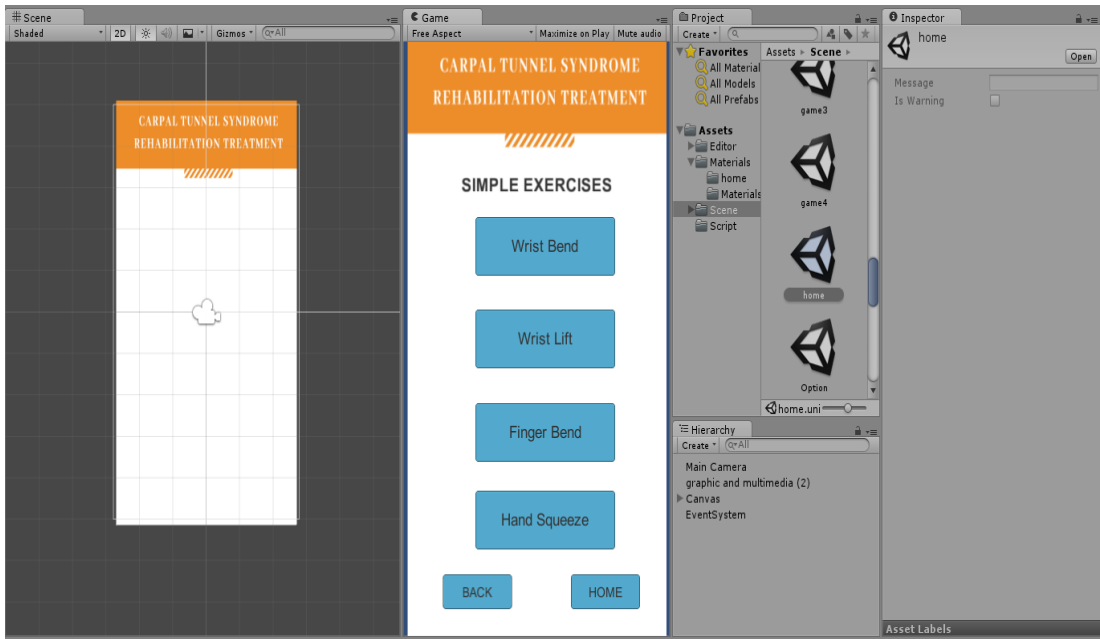 Scene
Shaded
2D
Gizmos
All
CARPAL TUNNEL SYNDROME
REHABILITATION TREATMENT
Game
Free Aspect
Maximize on Play
Mute audio
CARPAL TUNNEL SYNDROME
REHABILITATION TREATMENT
SIMPLE EXERCISES
Wrist Bend
Wrist Lift
Finger Bend
Hand Squeeze
BACK
HOME
Project
Create
Favorites
All Material
All Models
All Prefabs
Assets
Editor
Materials
home
Materials
Scene
Script
Assets Scene
game3
game4
home
Option
home.uni
Hierarchy
Create
All
Main Camera
graphic and multimedia (2)
Canvas
EventSystem
Inspector
home
Open
Message
Is Warning
Asset Labels